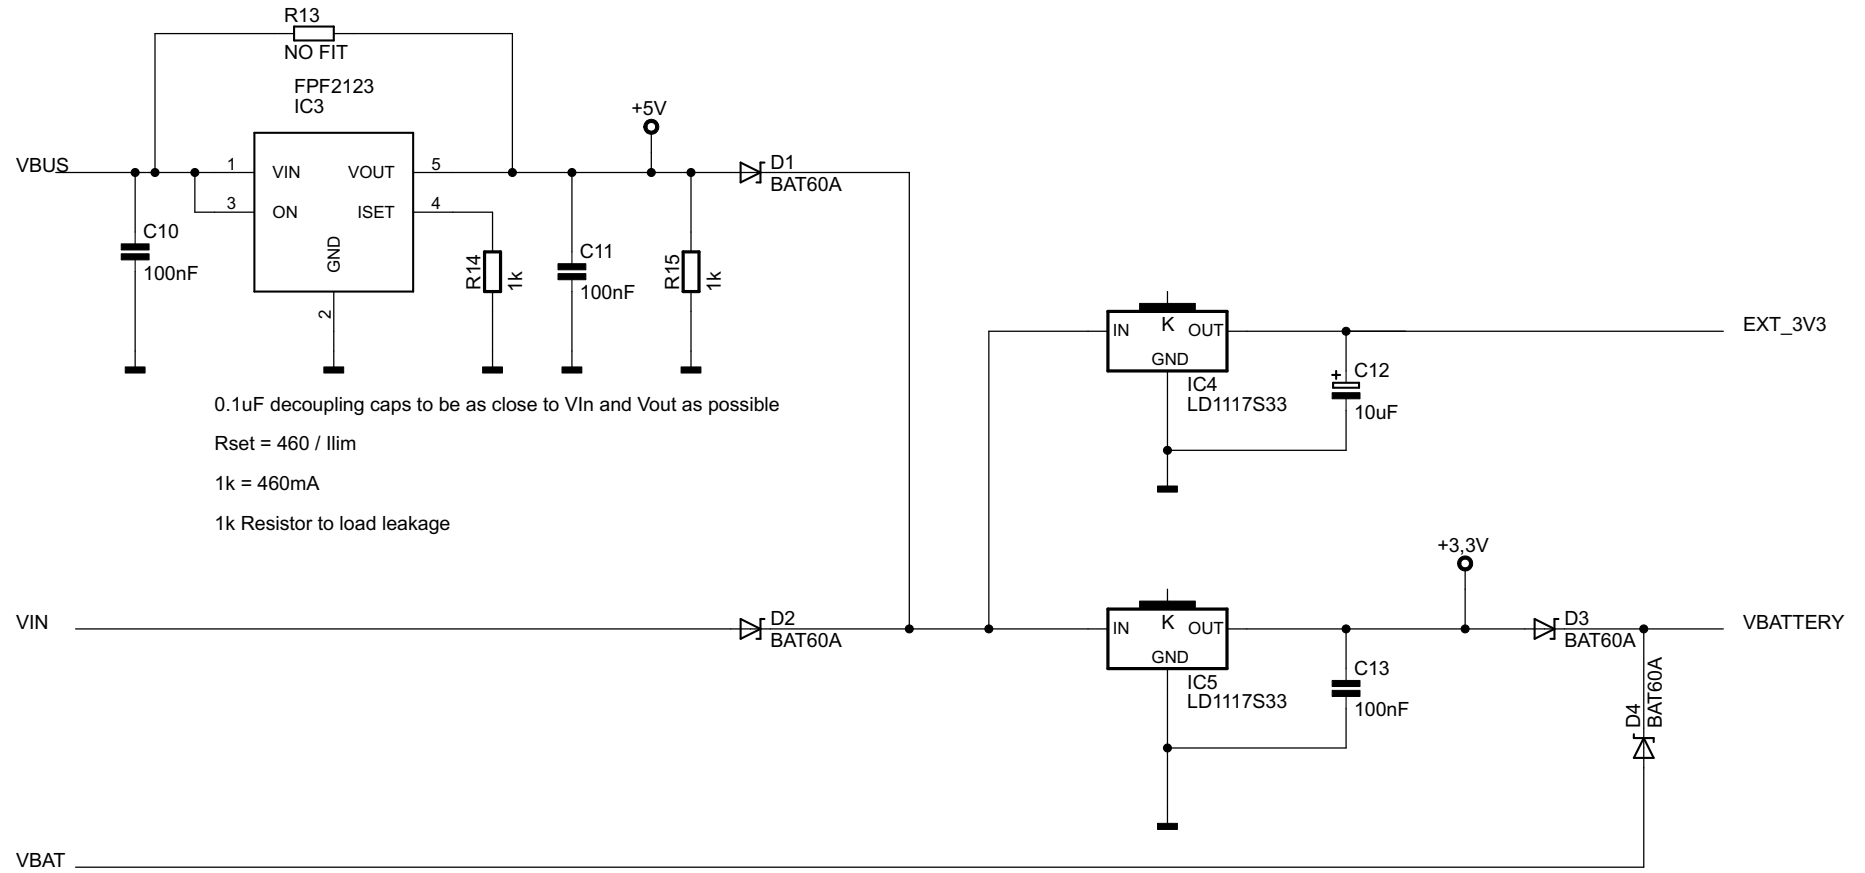 R13
NO FIT
FPF2123
IC3
+5V
VBUS
1
VIN
VOUT
5
D1
BAT60A
3
ON
ISET
4
C10
100nF
GND
2
R14
1k
C11
100nF
R15
1k
0.1uF decoupling caps to be as close to VIn and Vout as possible
Rset = 460 / Ilim
1k = 460mA
1k Resistor to load leakage
IN
K
OUT
GND
IC4
LD1117S33
EXT_3V3
+
C12
10uF
+3,3V
VIN
D2
BAT60A
IN
K
OUT
GND
IC5
LD1117S33
C13
100nF
D3
BAT60A
VBATTERY
D4
BAT60A
VBAT